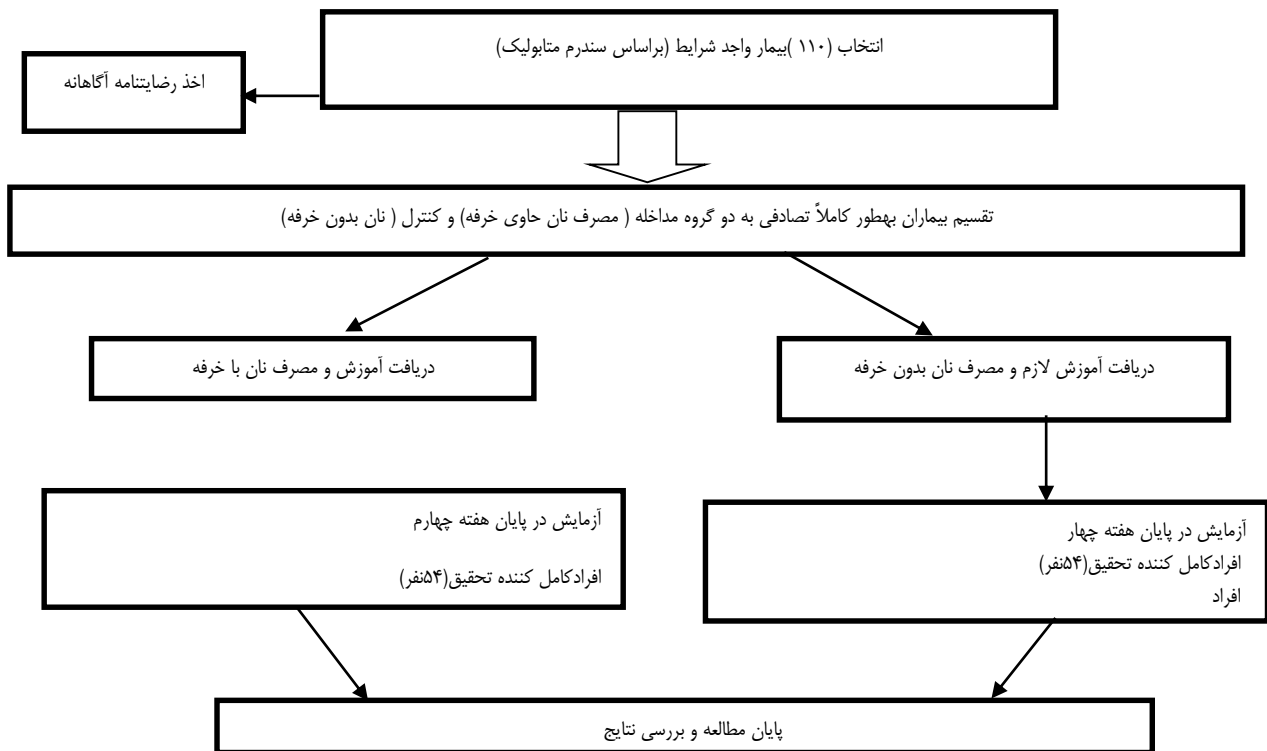 انتخاب (۱۱۰ )بیمار واجد شرایط (براساس سندرم متابولیک)
اخذ رضایتنامه آگاهانه
تقسیم بیماران بهطور کاملاً تصادفی به دو گروه مداخله ( مصرف نان حاوی خرفه) و کنترل ( نان بدون خرفه)
دریافت آموزش لازم و مصرف نان بدون خرفه
دریافت آموزش و مصرف نان با خرفه
آزمایش در پایان هفته چهار
افرادکامل کننده تحقیق(۵۴نفر)
افراد
آزمایش در پایان هفته چهارم
افرادکامل کننده تحقیق(۵۴نفر)
پایان مطالعه و بررسی نتایج